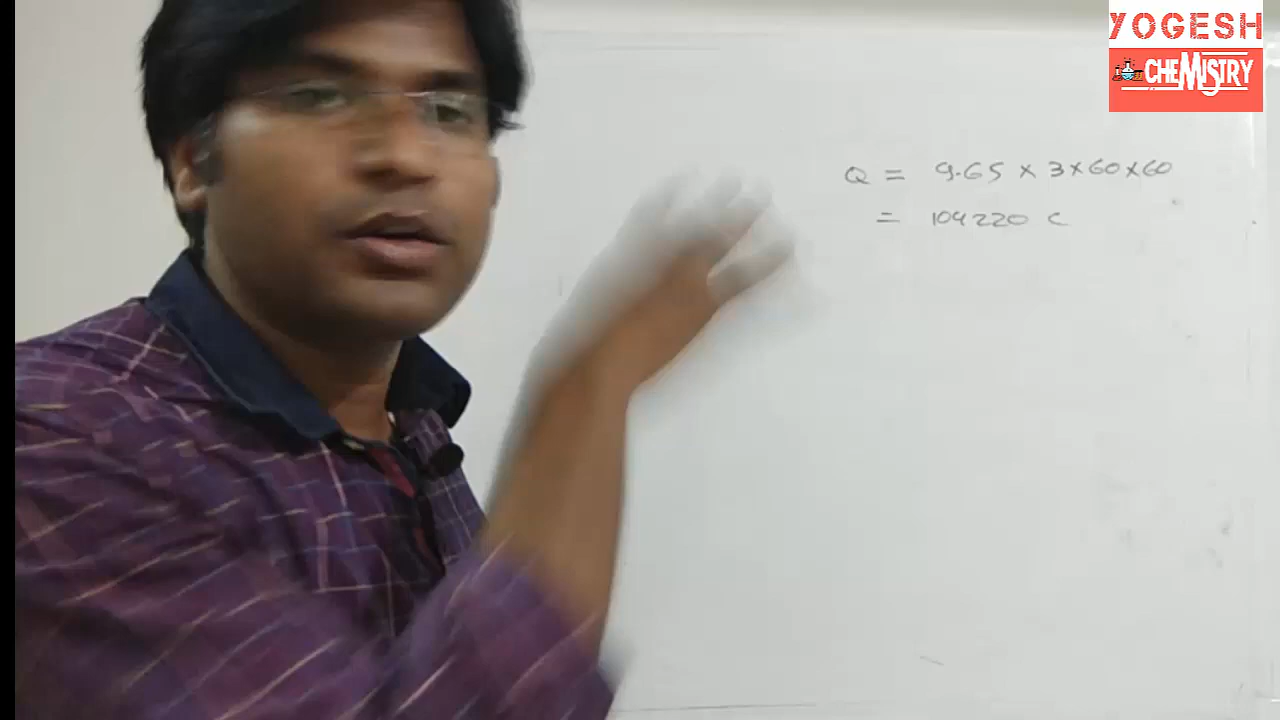 YOGESH
CHEMISTRY
Q = 9.65 × 3×60×60
= 104220 C